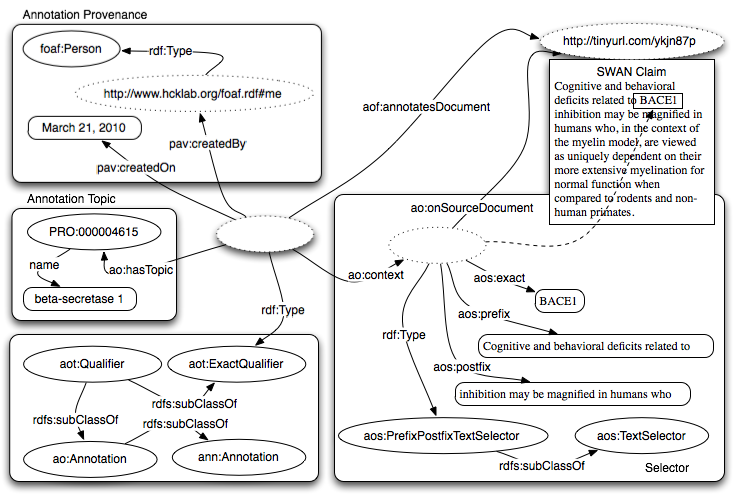 Annotation Provenance
foaf:Person
rdf:Type
http://www.hcklab.org/foaf.rdf#me
March 21, 2010
pav:createdBy
pav:createdOn
aof:annotatesDocument
http://tinyurl.com/ykjn87p
SWAN Claim
Cognitive and behavioral
deficits related to BACE1
inhibition may be magnified in
humans who, in the context of
the myelin model, are viewed
as uniquely dependent on their
more extensive myelination for
normal function when
compared to rodents and non-
human primates.
Annotation Topic
PRO:000004615
name
ao:hasTopic
beta-secretase 1
rdf:Type
ao:context
ao:onSourceDocument
aos:exact
BACE1
aos:prefix
Cognitive and behavioral deficits related to
rdf:Type
aos:postfix
inhibition may be magnified in humans who
aos:PrefixPostfixTextSelector
aos:TextSelector
rdfs:subClassOf
Selector
aot:Qualifier
aot:ExactQualifier
rdfs:subClassOf
rdfs:subClassOf
rdfs:subClassOf
ao:Annotation
ann:Annotation